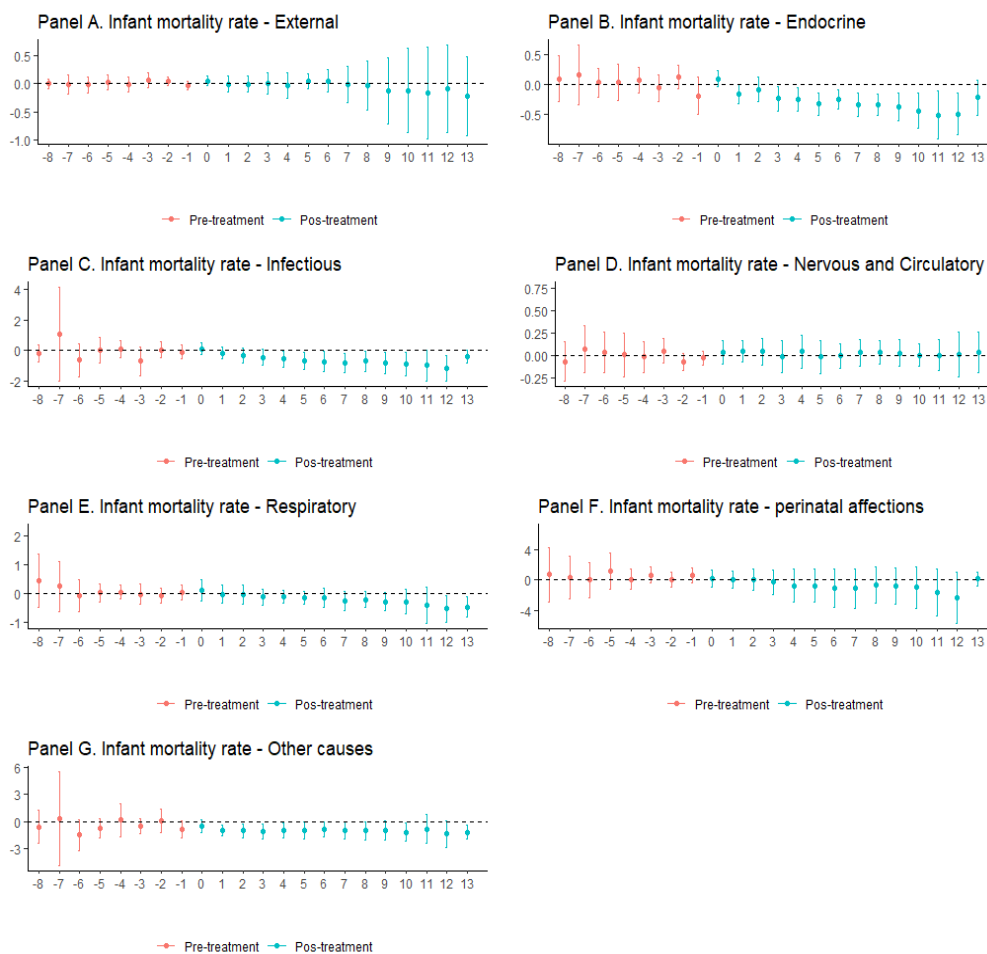 Panel A. Infant mortality rate - External
0.5
0.0
-0.5
-1.0
-8 -7 -6 -5 -4 -3 -2 -1 0 1 2 3 4 5 6 7 8 9 10 11 12 13
Pre-treatment Pos-treatment
Panel B. Infant mortality rate - Endocrine
0.5
0.0
-0.5
-8 -7 -6 -5 -4 -3 -2 -1 0 1 2 3 4 5 6 7 8 9 10 11 12 13
Pre-treatment Pos-treatment
Panel C. Infant mortality rate - Infectious
4
2
0
-2
-8 -7 -6 -5 -4 -3 -2 -1 0 1 2 3 4 5 6 7 8 9 10 11 12 13
Pre-treatment Pos-treatment
Panel D. Infant mortality rate - Nervous and Circulatory
0.75
0.50
0.25
0.00
-0.25
-8 -7 -6 -5 -4 -3 -2 -1 0 1 2 3 4 5 6 7 8 9 10 11 12 13
Pre-treatment Pos-treatment
Panel E. Infant mortality rate - Respiratory
2
1
0
-1
-8 -7 -6 -5 -4 -3 -2 -1 0 1 2 3 4 5 6 7 8 9 10 11 12 13
Pre-treatment Pos-treatment
Panel F. Infant mortality rate - perinatal affections
4
0
-4
-8 -7 -6 -5 -4 -3 -2 -1 0 1 2 3 4 5 6 7 8 9 10 11 12 13
Pre-treatment Pos-treatment
Panel G. Infant mortality rate - Other causes
6
3
0
-3
-8 -7 -6 -5 -4 -3 -2 -1 0 1 2 3 4 5 6 7 8 9 10 11 12 13
Pre-treatment Pos-treatment